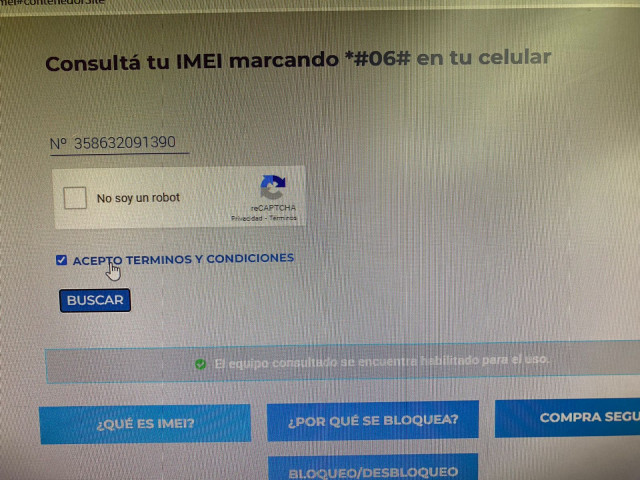 Consultá tu IMEI marcando *#06# en tu celular
Nº 358632091390
No soy un robot
reCAPTCHA
Privacidad - Términos
ACEPTO TERMINOS Y CONDICIONES
BUSCAR
El equipo consultado se encuentra habilitado para el uso.
¿QUÉ ES IMEI?
¿POR QUÉ SE BLOQUEA?
COMPRA SEGU
BLOQUEO/DESBLOQUEO